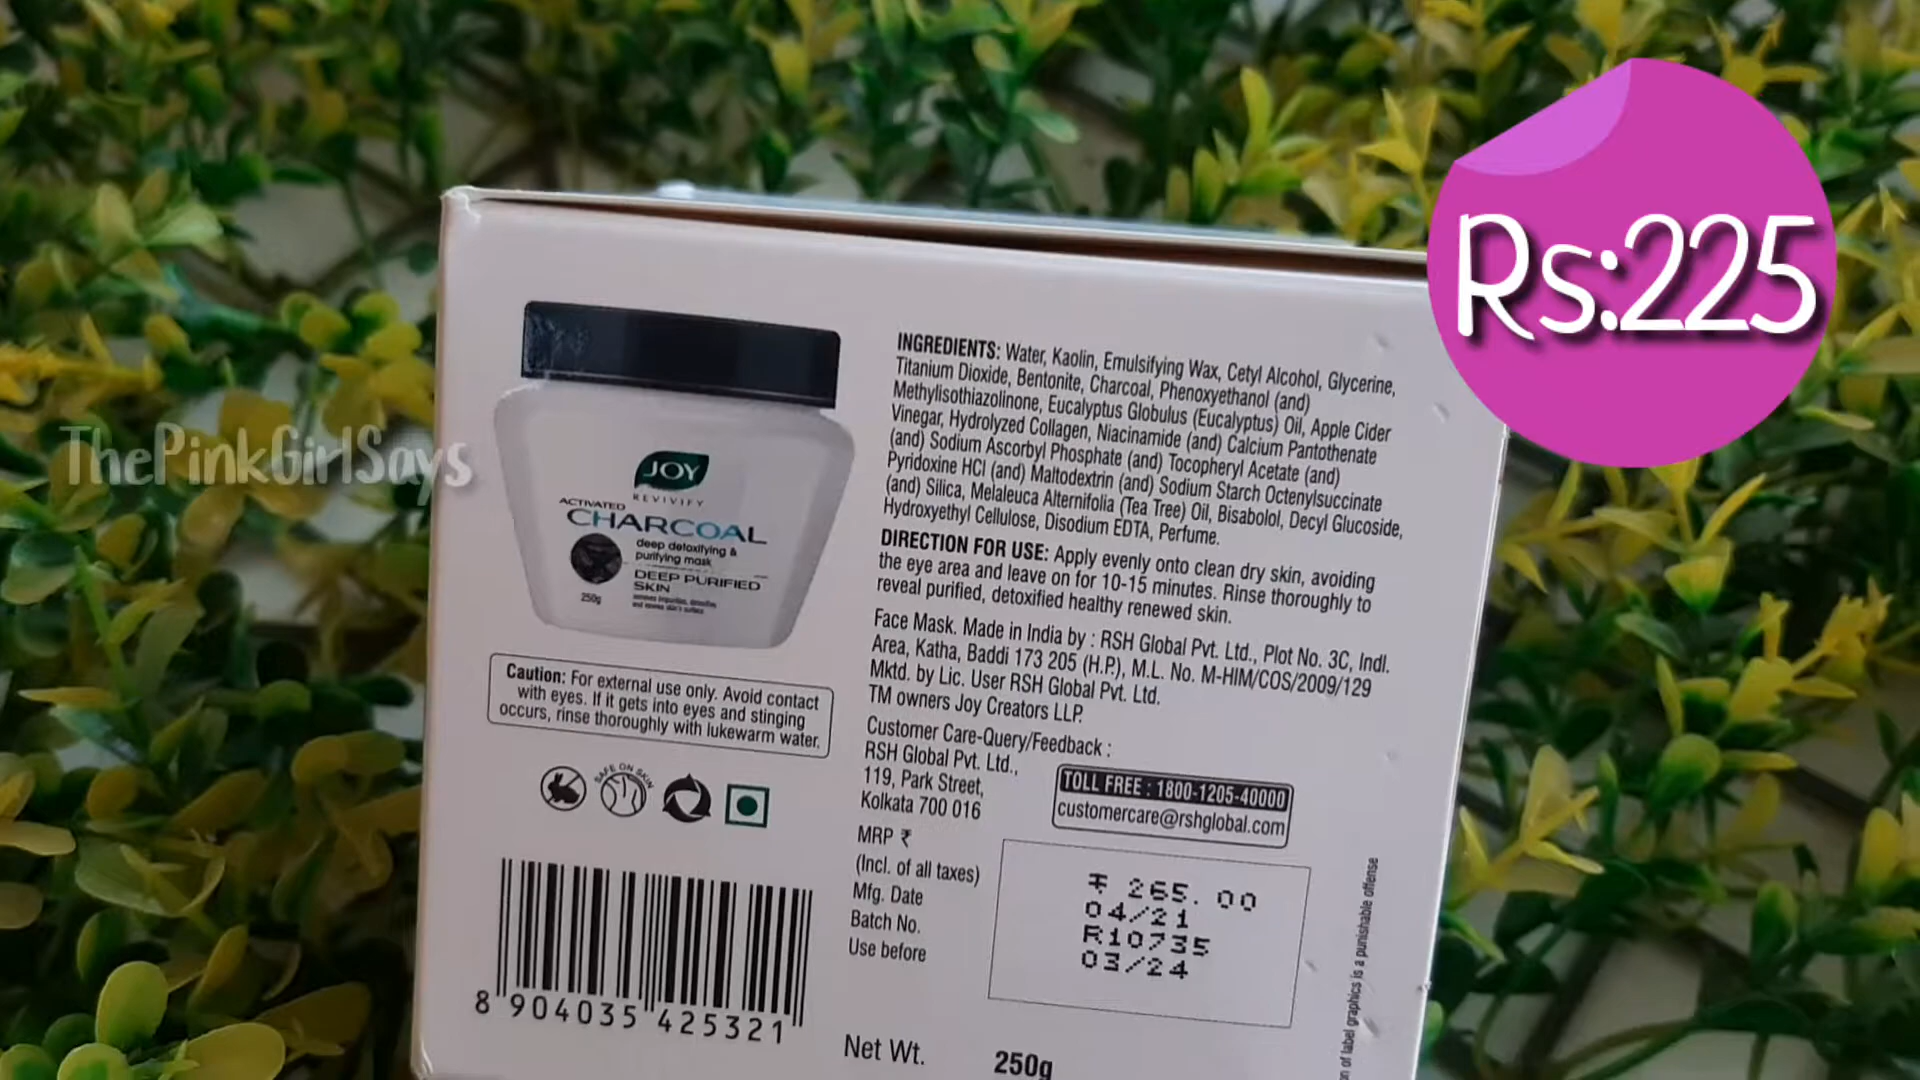 Rs:225
ThePinkGirlSays
JOY
REVIVIFY
ACTIVATED
CHARCOAL
deep detoxifying &
purifying mask
DEEP PURIFIED
SKIN
250g
Caution: For external use only. Avoid contact
with eyes. If it gets into eyes and stinging
occurs, rinse thoroughly with lukewarm water.
SAFE ON SKIN
8 904035 425321
INGREDIENTS: Water, Kaolin, Emulsifying Wax, Cetyl Alcohol, Glycerine,
Titanium Dioxide, Bentonite, Charcoal, Phenoxyethanol (and)
Methylisothiazolinone, Eucalyptus Globulus (Eucalyptus) Oil, Apple Cider
Vinegar, Hydrolyzed Collagen, Niacinamide (and) Calcium Pantothenate
(and) Sodium Ascorbyl Phosphate (and) Tocopheryl Acetate (and)
Pyridoxine HCl (and) Maltodextrin (and) Sodium Starch Octenylsuccinate
(and) Silica, Melaleuca Alternifolia (Tea Tree) Oil, Bisabolol, Decyl Glucoside,
Hydroxyethyl Cellulose, Disodium EDTA, Perfume.
DIRECTION FOR USE: Apply evenly onto clean dry skin, avoiding
the eye area and leave on for 10-15 minutes. Rinse thoroughly to
reveal purified, detoxified healthy renewed skin.
Face Mask. Made in India by : RSH Global Pvt. Ltd., Plot No. 3C, Indl.
Area, Katha, Baddi 173 205 (H.P.), M.L. No. M-HIM/COS/2009/129
Mktd. by Lic. User RSH Global Pvt. Ltd.
TM owners Joy Creators LLP.
Customer Care-Query/Feedback :
RSH Global Pvt. Ltd.,
119, Park Street,
Kolkata 700 016
TOLL FREE : 1800-1205-40000
customercare@rshglobal.com
MRP ₹
(Incl. of all taxes)
Mfg. Date
Batch No.
Use before
₹ 265.00
04/21
R10735
03/24
Net Wt. 250g
of label graphics is a punishable offense